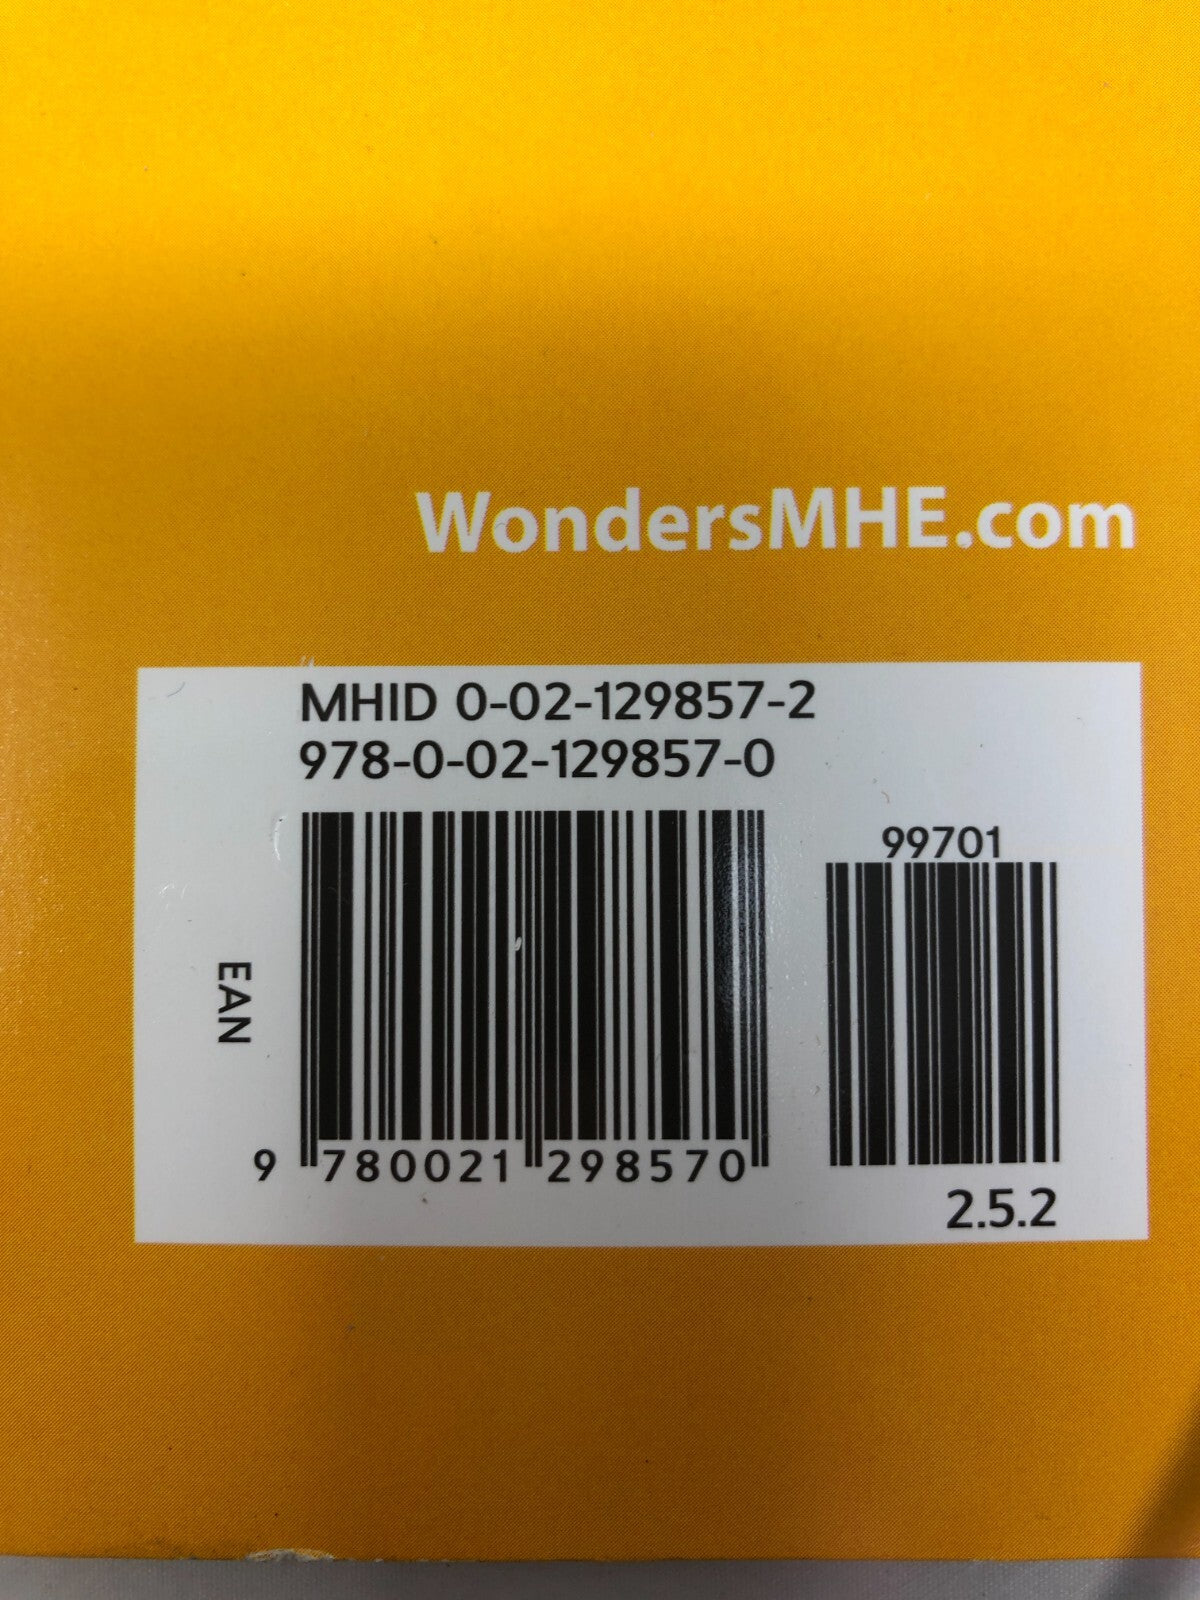 WondersMHE.com
MHID 0-02-129857-2
978-0-02-129857-0
99701
EAN
9 780021 298570
2.5.2